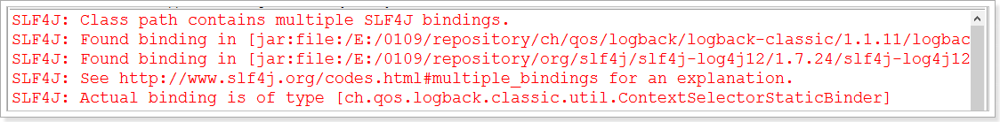 SLF4J: Class path contains multiple SLF4J bindings.
SLF4J: Found binding in [jar:file:/E:/0109/repository/ch/qos/logback/logback-classic/1.1.11/logbac
SLF4J: Found binding in [jar:file:/E:/0109/repository/org/slf4j/slf4j-log4j12/1.7.24/slf4j-log4j12
SLF4J: See http://www.slf4j.org/codes.html#multiple_bindings for an explanation.
SLF4J: Actual binding is of type [ch.qos.logback.classic.util.ContextSelectorStaticBinder]